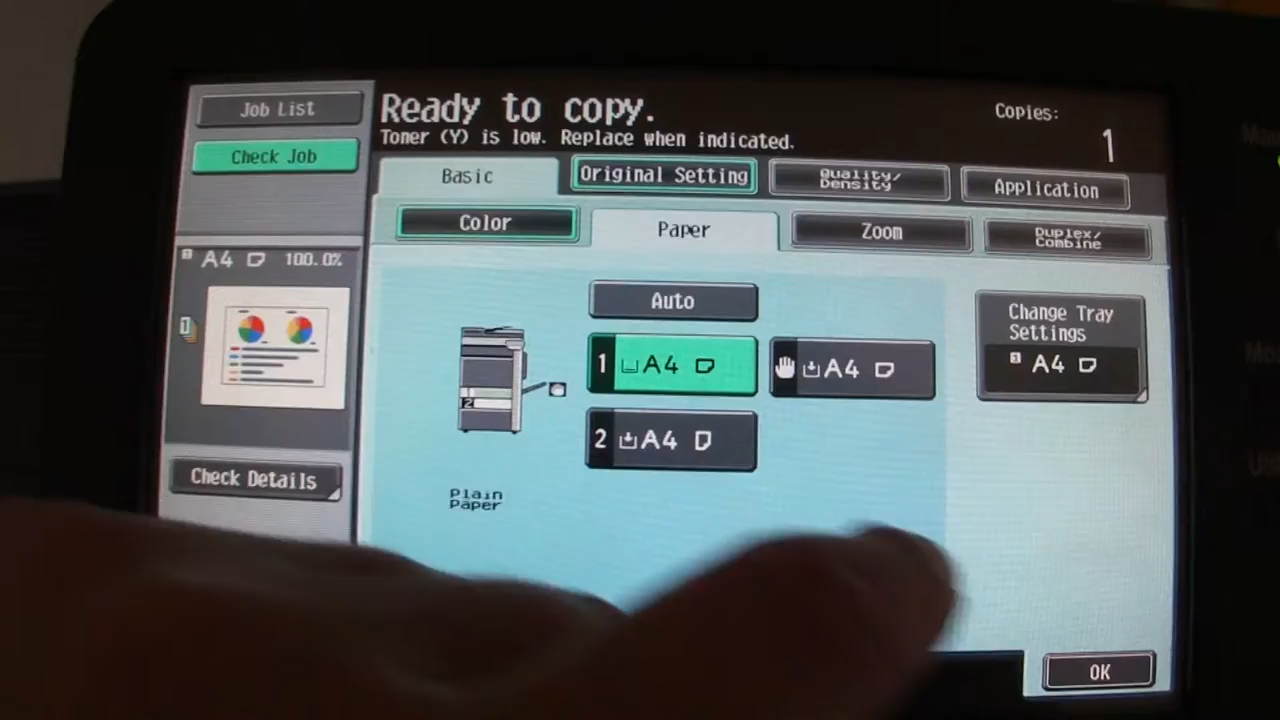 Job List
Check Job
Ready to copy.
Toner (Y) is low. Replace when indicated.
Copies:
1
Basic
Original Setting
Quality/
Density
Application
Color
Paper
Zoom
Duplex/
Combine
A4 100.0%
1
Check Details
Auto
1 A4
A4
2 A4
2
Plain
Paper
Change Tray
Settings
A4
OK